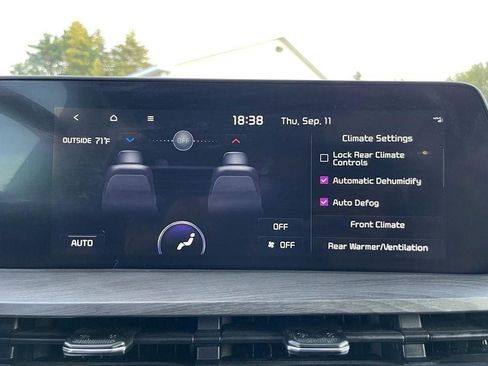 18:38 Thu, Sep. 11
OUTSIDE 71°F
OFF
AUTO
OFF
OFF
Climate Settings
Lock Rear Climate
Controls
Automatic Dehumidify
Auto Defog
Front Climate
Rear Warmer/Ventilation